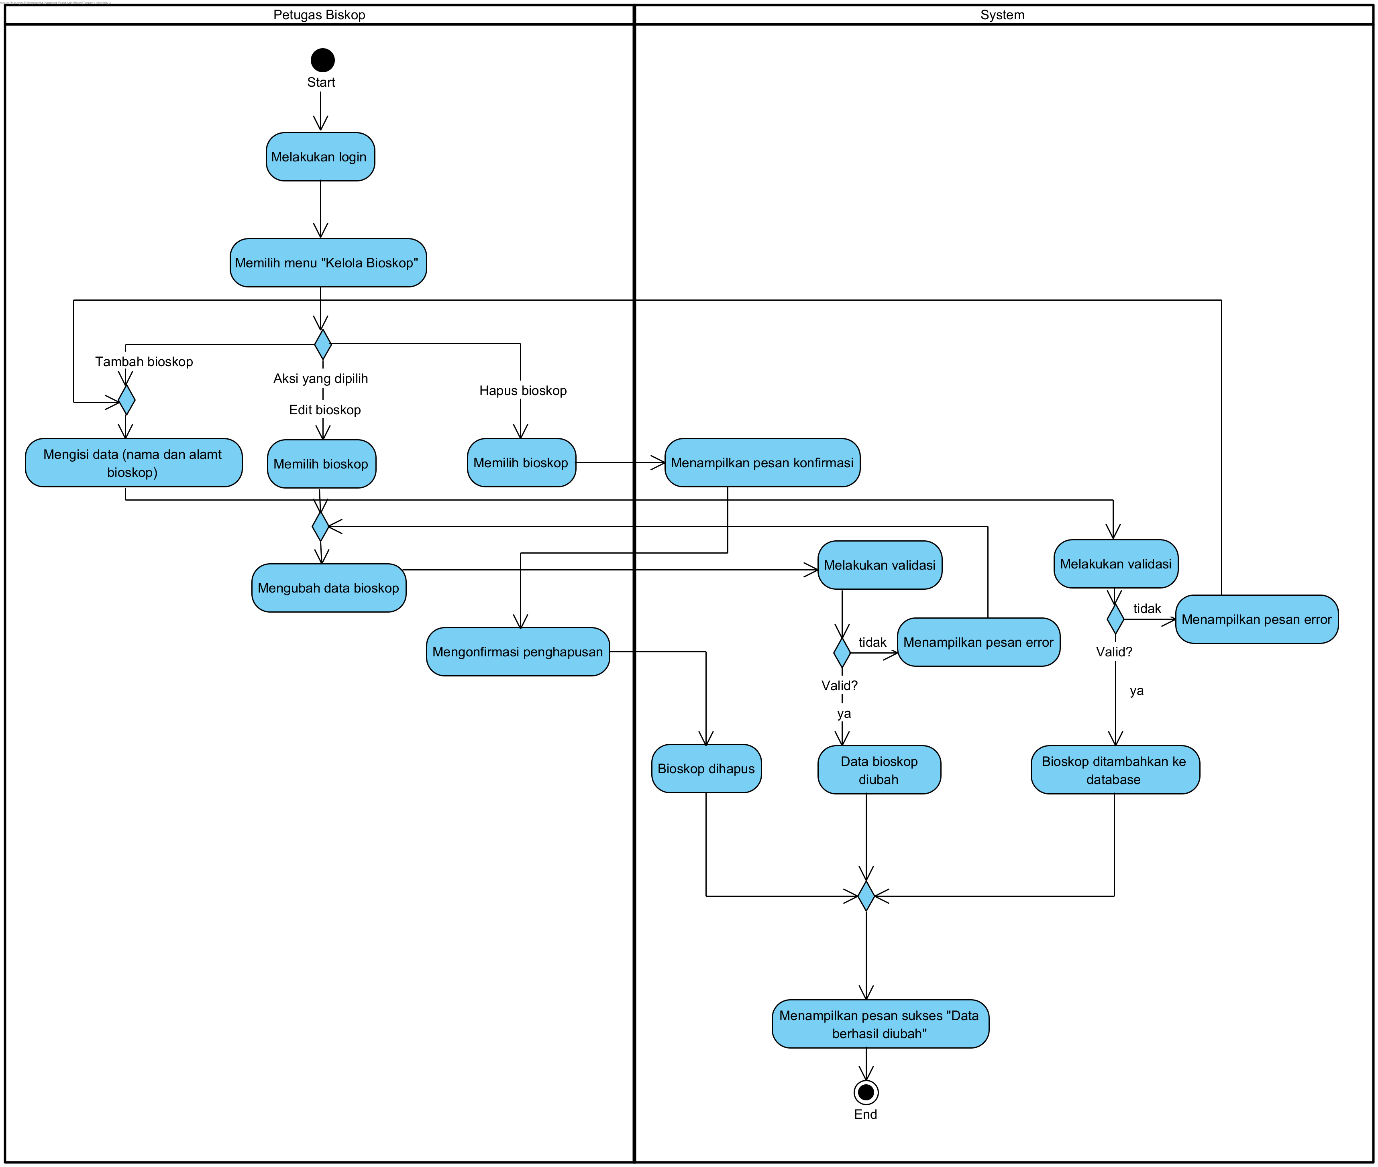 Petugas Biskop
System
Start
Melakukan login
Memilih menu "Kelola Bioskop"
Tambah bioskop
Aksi yang dipilih
Hapus bioskop
Edit bioskop
Mengisi data (nama dan alamt
bioskop)
Memilih bioskop
Memilih bioskop
Menampilkan pesan konfirmasi
Melakukan validasi
Melakukan validasi
Mengubah data bioskop
tidak
Menampilkan pesan error
Mengonfirmasi penghapusan
tidak
Menampilkan pesan error
Valid?
Valid?
ya
ya
Bioskop dihapus
Data bioskop
diubah
Bioskop ditambahkan ke
database
Menampilkan pesan sukses "Data
berhasil diubah"
End